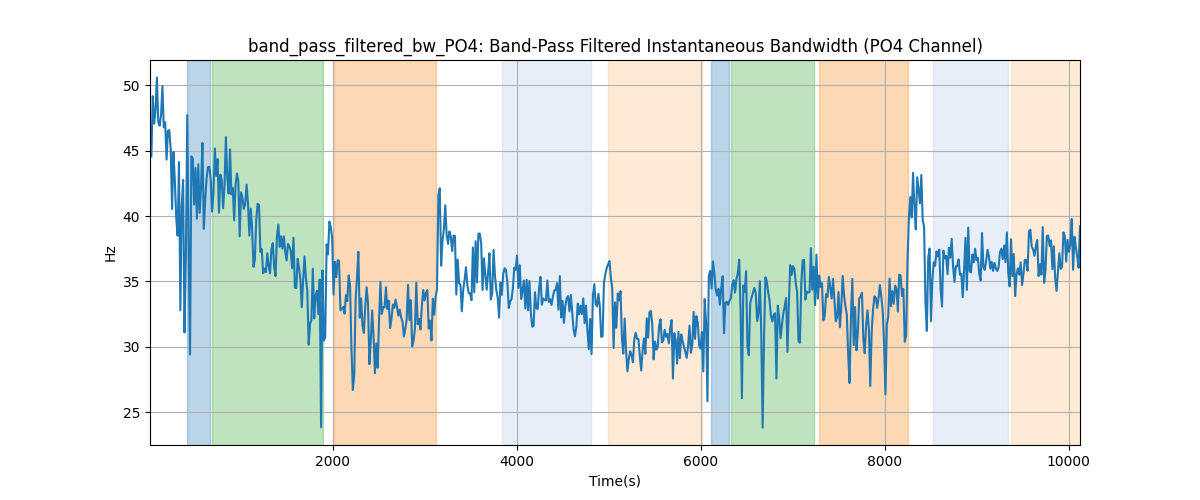 band_pass_filtered_bw_PO4: Band-Pass Filtered Instantaneous Bandwidth (PO4 Channel)
50
45
40
35
30
25
Hz
2000 4000 6000 8000 10000
Time(s)